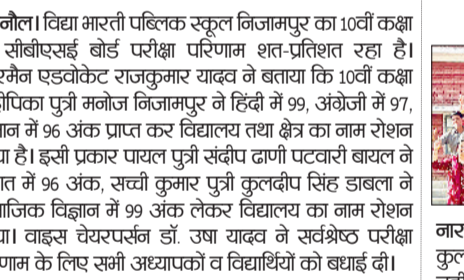 नौल। विद्या भारती पब्लिक स्कूल निजामपुर का 10वीं कक्षा
सीबीएसई बोर्ड परीक्षा परिणाम शत-प्रतिशत रहा है।
रमैन एडवोकेट राजकुमार यादव ने बताया कि 10वीं कक्षा
ीपिका पुत्री मनोज निजामपुर ने हिंदी में 99, अंग्रेजी में 97,
ान में 96 अंक प्राप्त कर विद्यालय तथा क्षेत्र का नाम रोशन
ा है। इसी प्रकार पायल पुत्री संदीप ढाणी पटवारी बायल ने
ात में 96 अंक, सच्ची कुमार पुत्री कुलदीप सिंह डाबला ने
ाजिक विज्ञान में 99 अंक लेकर विद्यालय का नाम रोशन
ा। वाइस चेयरपर्सन डॉ. उषा यादव ने सर्वश्रेष्ठ परीक्षा
णाम के लिए सभी अध्यापकों व विद्यार्थियों को बधाई दी।
नार
कुल